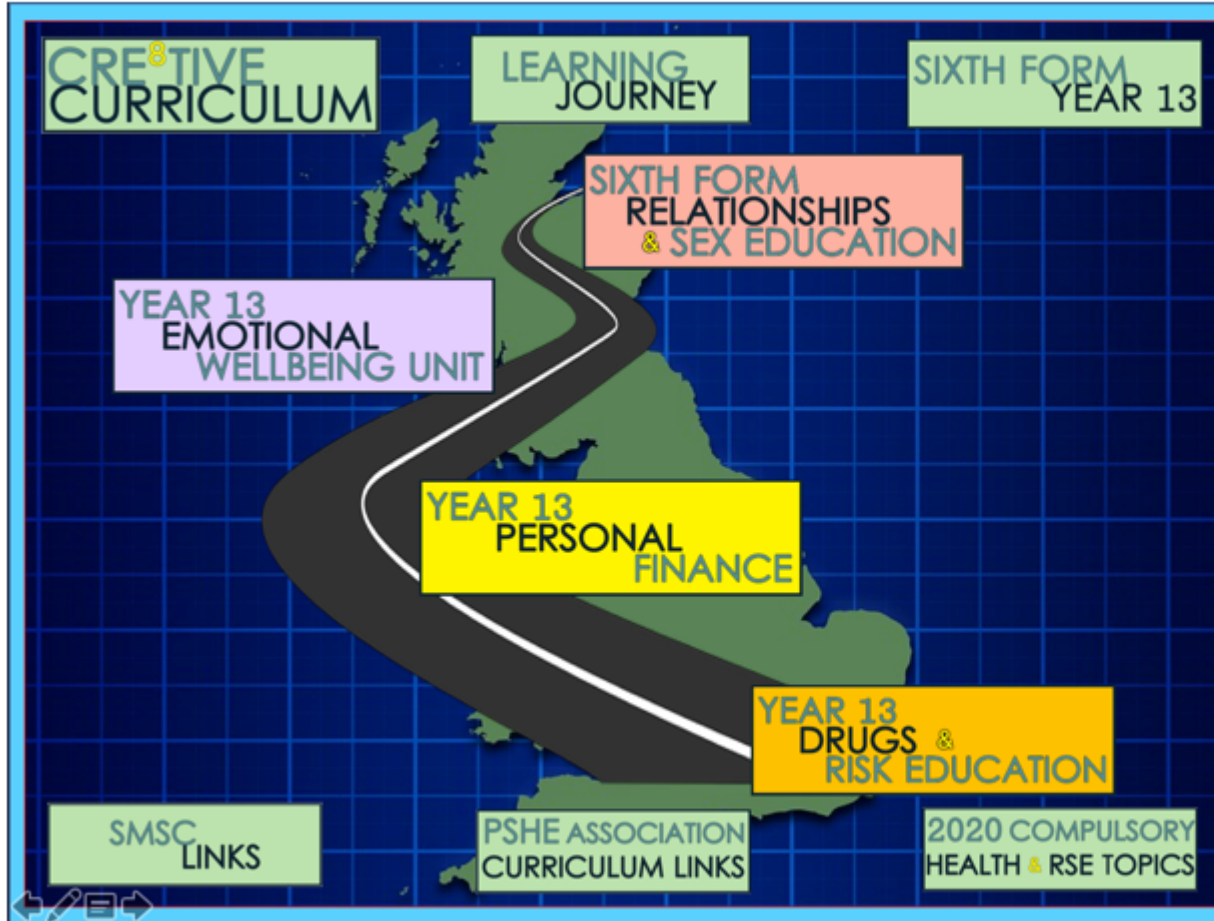 CRE8TIVE
CURRICULUM
LEARNING
JOURNEY
SIXTH FORM
YEAR 13
SIXTH FORM
RELATIONSHIPS
& SEX EDUCATION
YEAR 13
EMOTIONAL
WELLBEING UNIT
YEAR 13
PERSONAL
FINANCE
YEAR 13
DRUGS &
RISK EDUCATION
SMSC
LINKS
PSHE ASSOCIATION
CURRICULUM LINKS
2020 COMPULSORY
HEALTH & RSE TOPICS